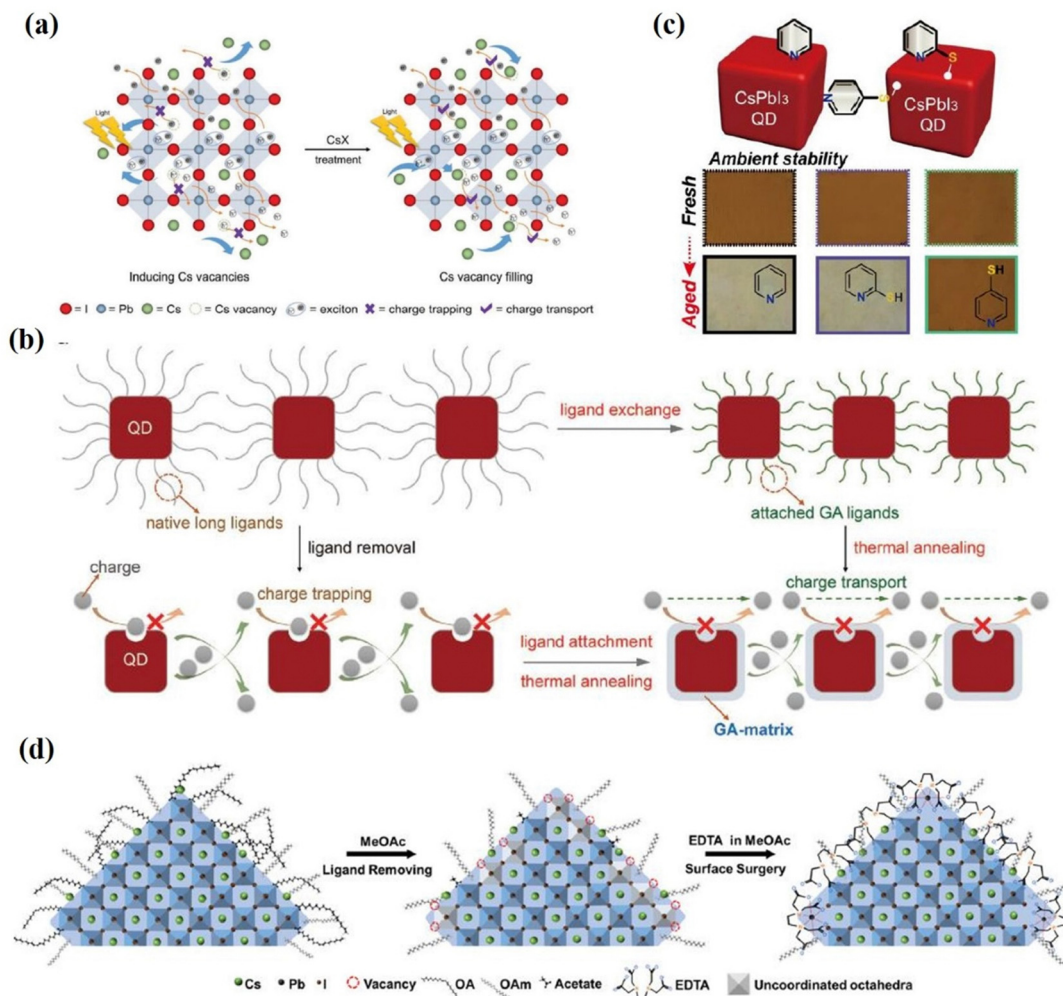 (a)
Light
CsX
treatment
Light
Inducing Cs vacancies
Cs vacancy filling
= I = Pb = Cs = Cs vacancy = exciton = charge trapping = charge transport
(c)
N
N
S
CsPbI₃
QD
N
S
CsPbI₃
QD
Ambient stability
Fresh
Aged
N
N
SH
SH
N
(b)
QD
native long ligands
ligand exchange
attached GA ligands
ligand removal
thermal annealing
charge
charge trapping
charge transport
QD
ligand attachment
thermal annealing
GA-matrix
(d)
MeOAc
Ligand Removing
EDTA in MeOAc
Surface Surgery
Cs Pb I Vacancy OA OAm Acetate EDTA Uncoordinated octahedra